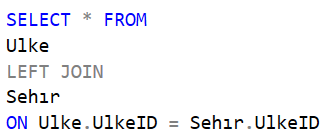 SELECT * FROM
Ulke
LEFT JOIN
Sehır
ON Ulke.UlkeID = Sehır.UlkeID